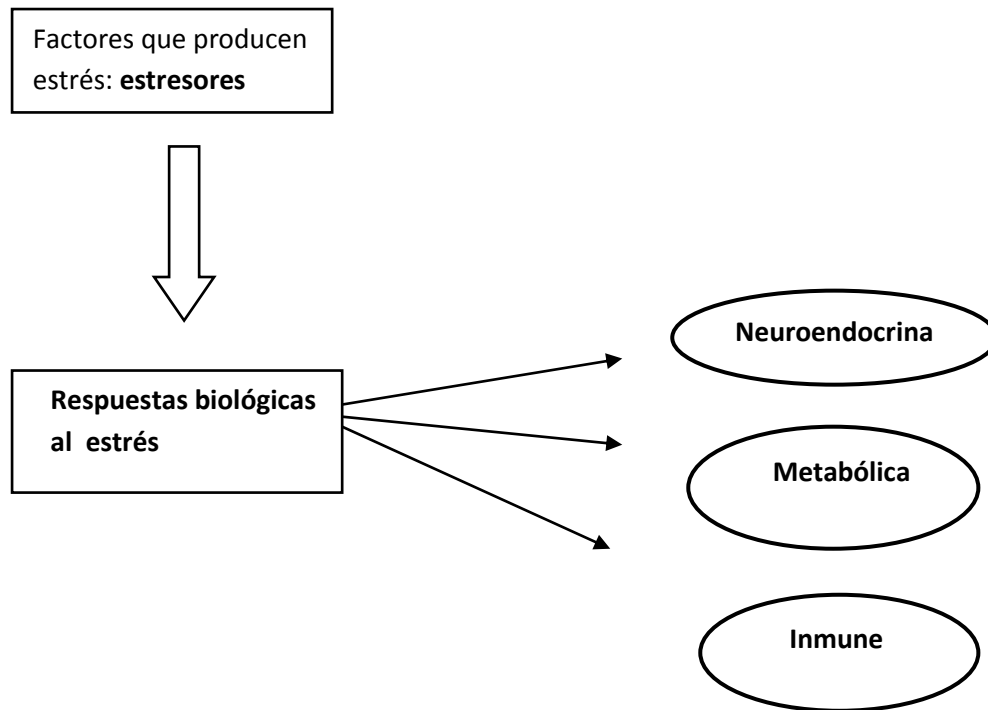 Factores que producen
estrés: estresores
Neuroendocrina
Respuestas biológicas
al estrés
Metabólica
Inmune